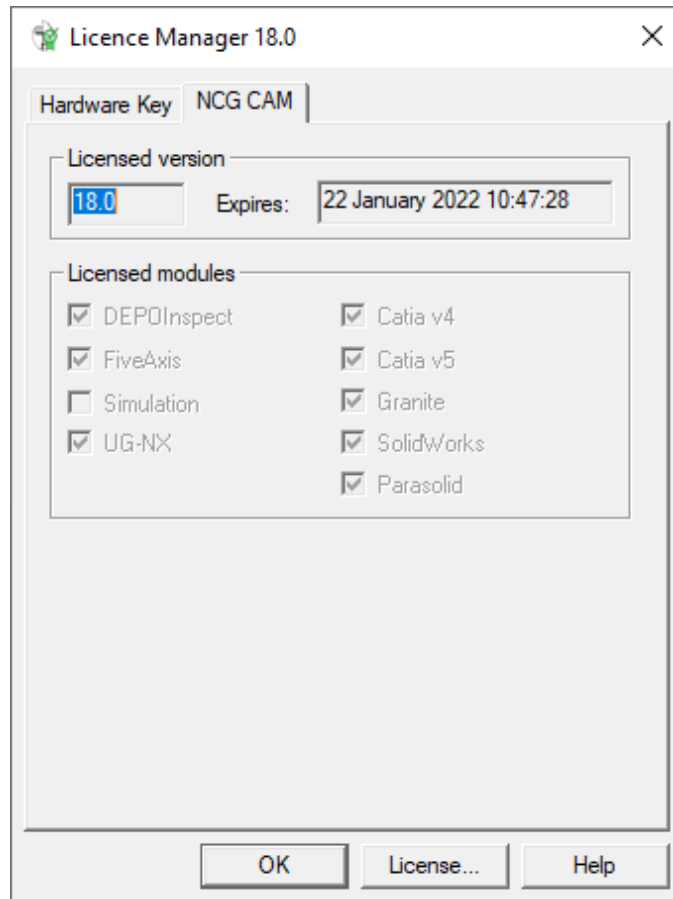 Licence Manager 18.0
Hardware Key NCG CAM
Licensed version
18.0 Expires: 22 January 2022 10:47:28
Licensed modules
DEPOInspect Catia v4
FiveAxis Catia v5
Simulation Granite
UG-NX SolidWorks
Parasolid
OK License... Help